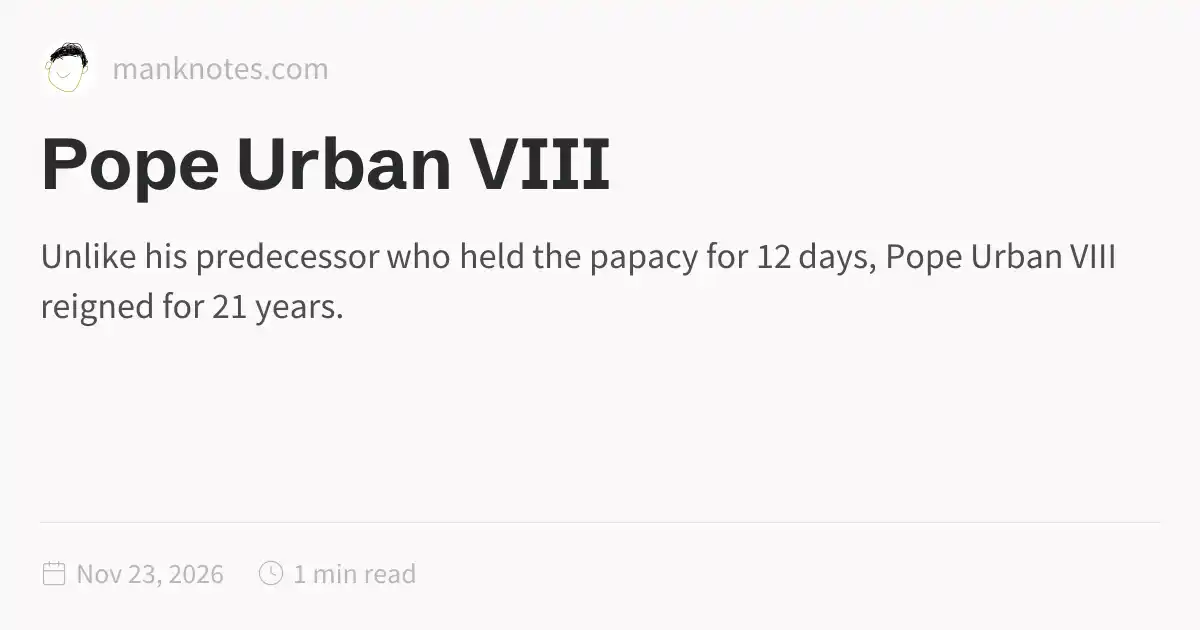 manknotes.com
Pope Urban VIII
Unlike his predecessor who held the papacy for 12 days, Pope Urban VIII
reigned for 21 years.
Nov 23, 2026 1 min read